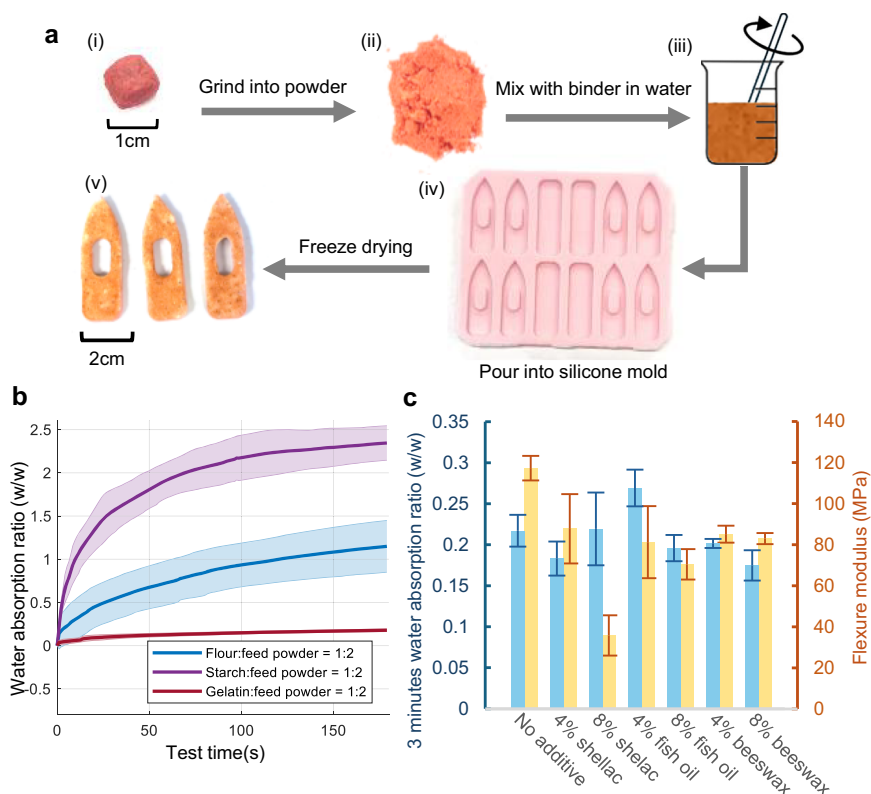 a
(i)
(ii)
(iii)
Grind into powder
Mix with binder in water
1cm
(v)
(iv)
Freeze drying
2cm
Pour into silicone mold
b
Water absorption ratio (w/w)
2.5
2
1.5
1
0.5
0
-0.5
Flour:feed powder = 1:2
Starch:feed powder = 1:2
Gelatin:feed powder = 1:2
0
50
100
150
Test time(s)
c
3 minutes water absorption ratio (w/w)
0.35
0.3
0.25
0.2
0.15
0.1
0.05
0
140
120
100
80
60
40
20
0
Flexure modulus (MPa)
No additive
4% shellac
8% shelac
4% fish oil
8% fish oil
4% beeswax
8% beeswax